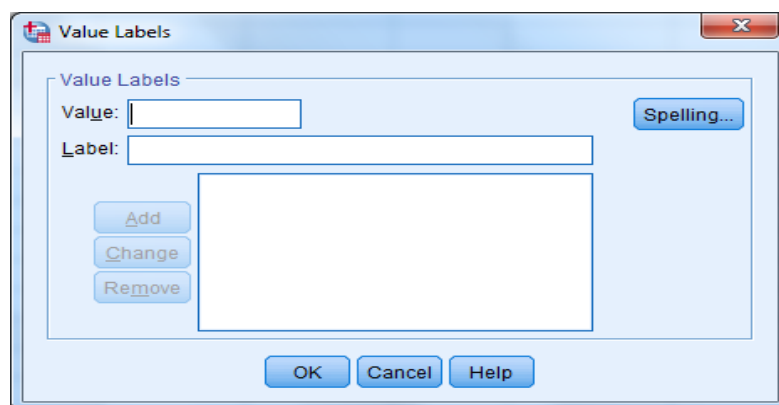 Value Labels
Value Labels
Value:
Spelling...
Label:
Add
Change
Remove
OK Cancel Help